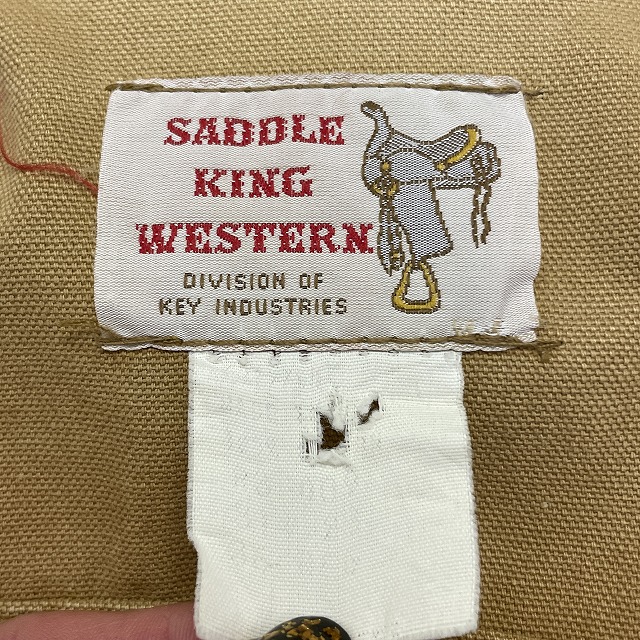 SADDLE
KING
WESTERN
DIVISION OF
KEY INDUSTRIES